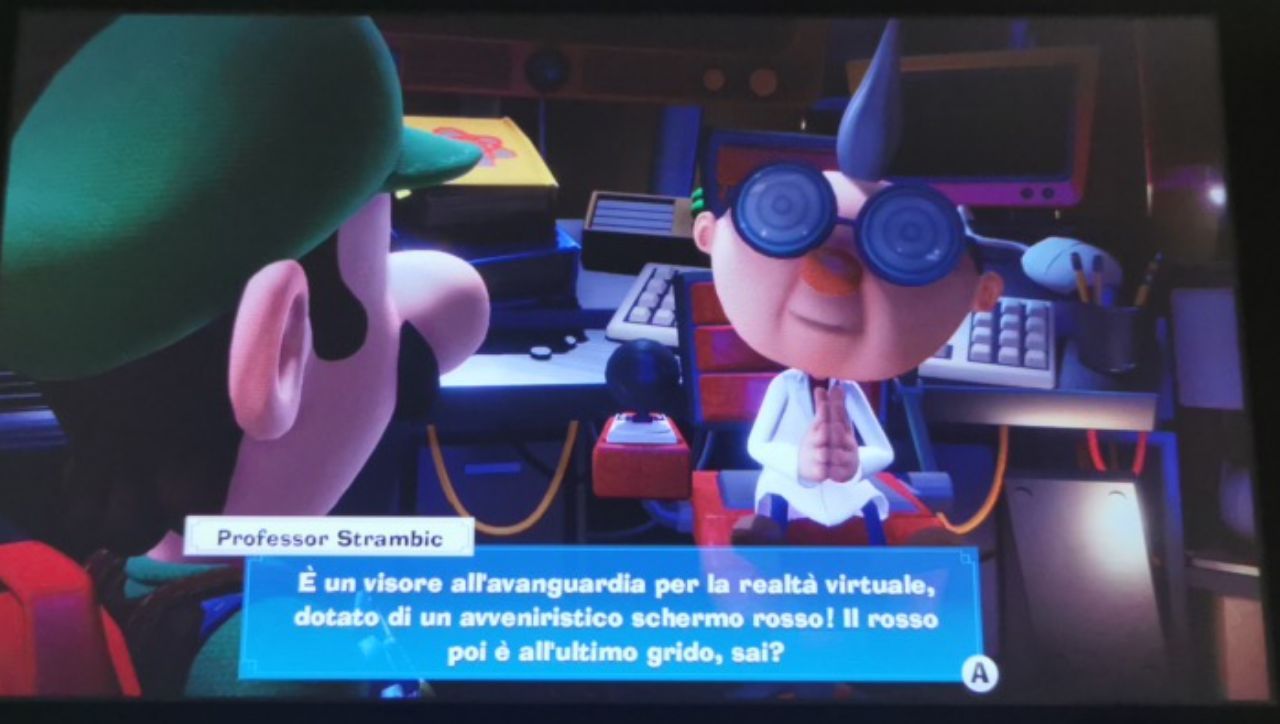 Professor Strambic
È un visore all'avanguardia per la realtà virtuale,
dotato di un avveniristico schermo rosso! Il rosso
poi è all'ultimo grido, sai?
A